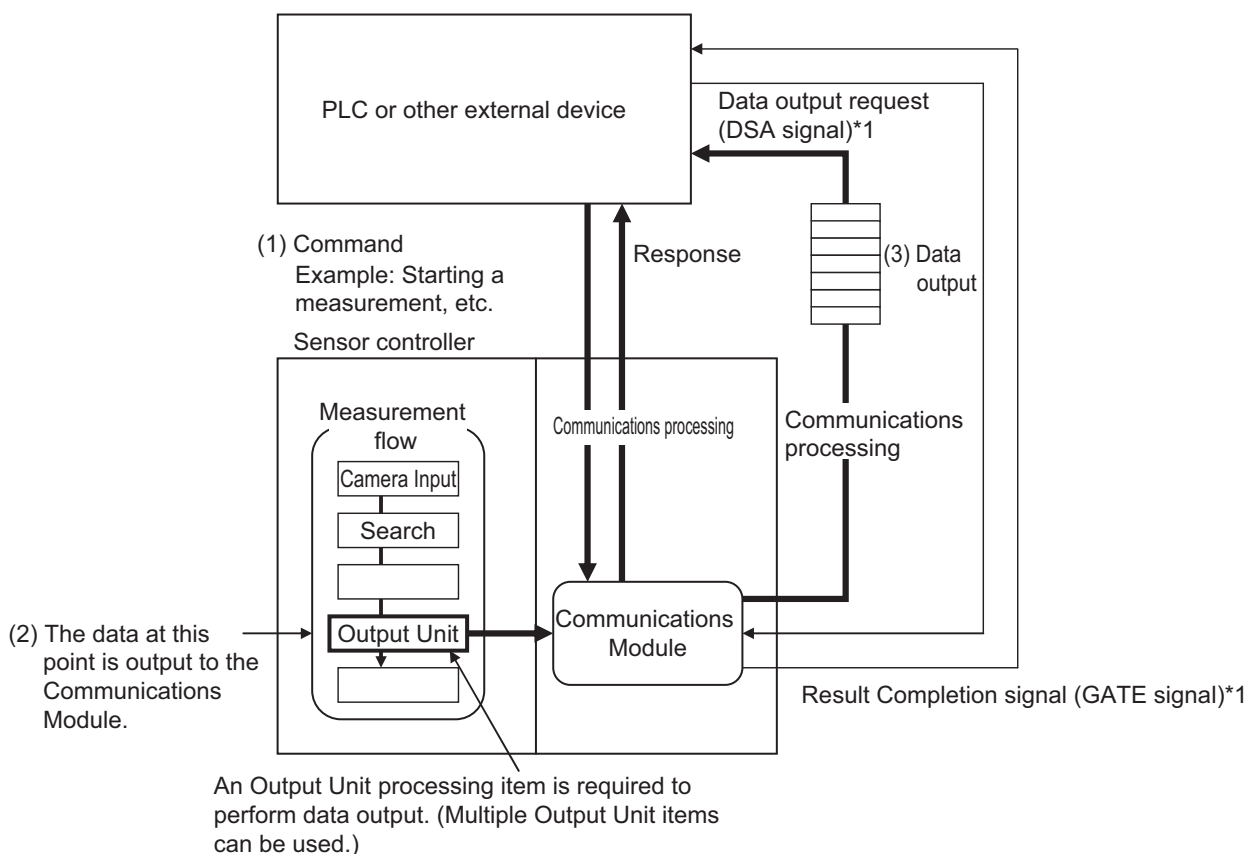 PLC or other external device
Data output request
(DSA signal)*1
(1) Command
Example: Starting a
measurement, etc.
Response
(3) Data
output
Sensor controller
Measurement
flow
Camera Input
Search
Output Unit
Communications processing
Communications
processing
Communications
Module
(2) The data at this
point is output to the
Communications
Module.
Result Completion signal (GATE signal)*1
An Output Unit processing item is required to
perform data output. (Multiple Output Unit items
can be used.)